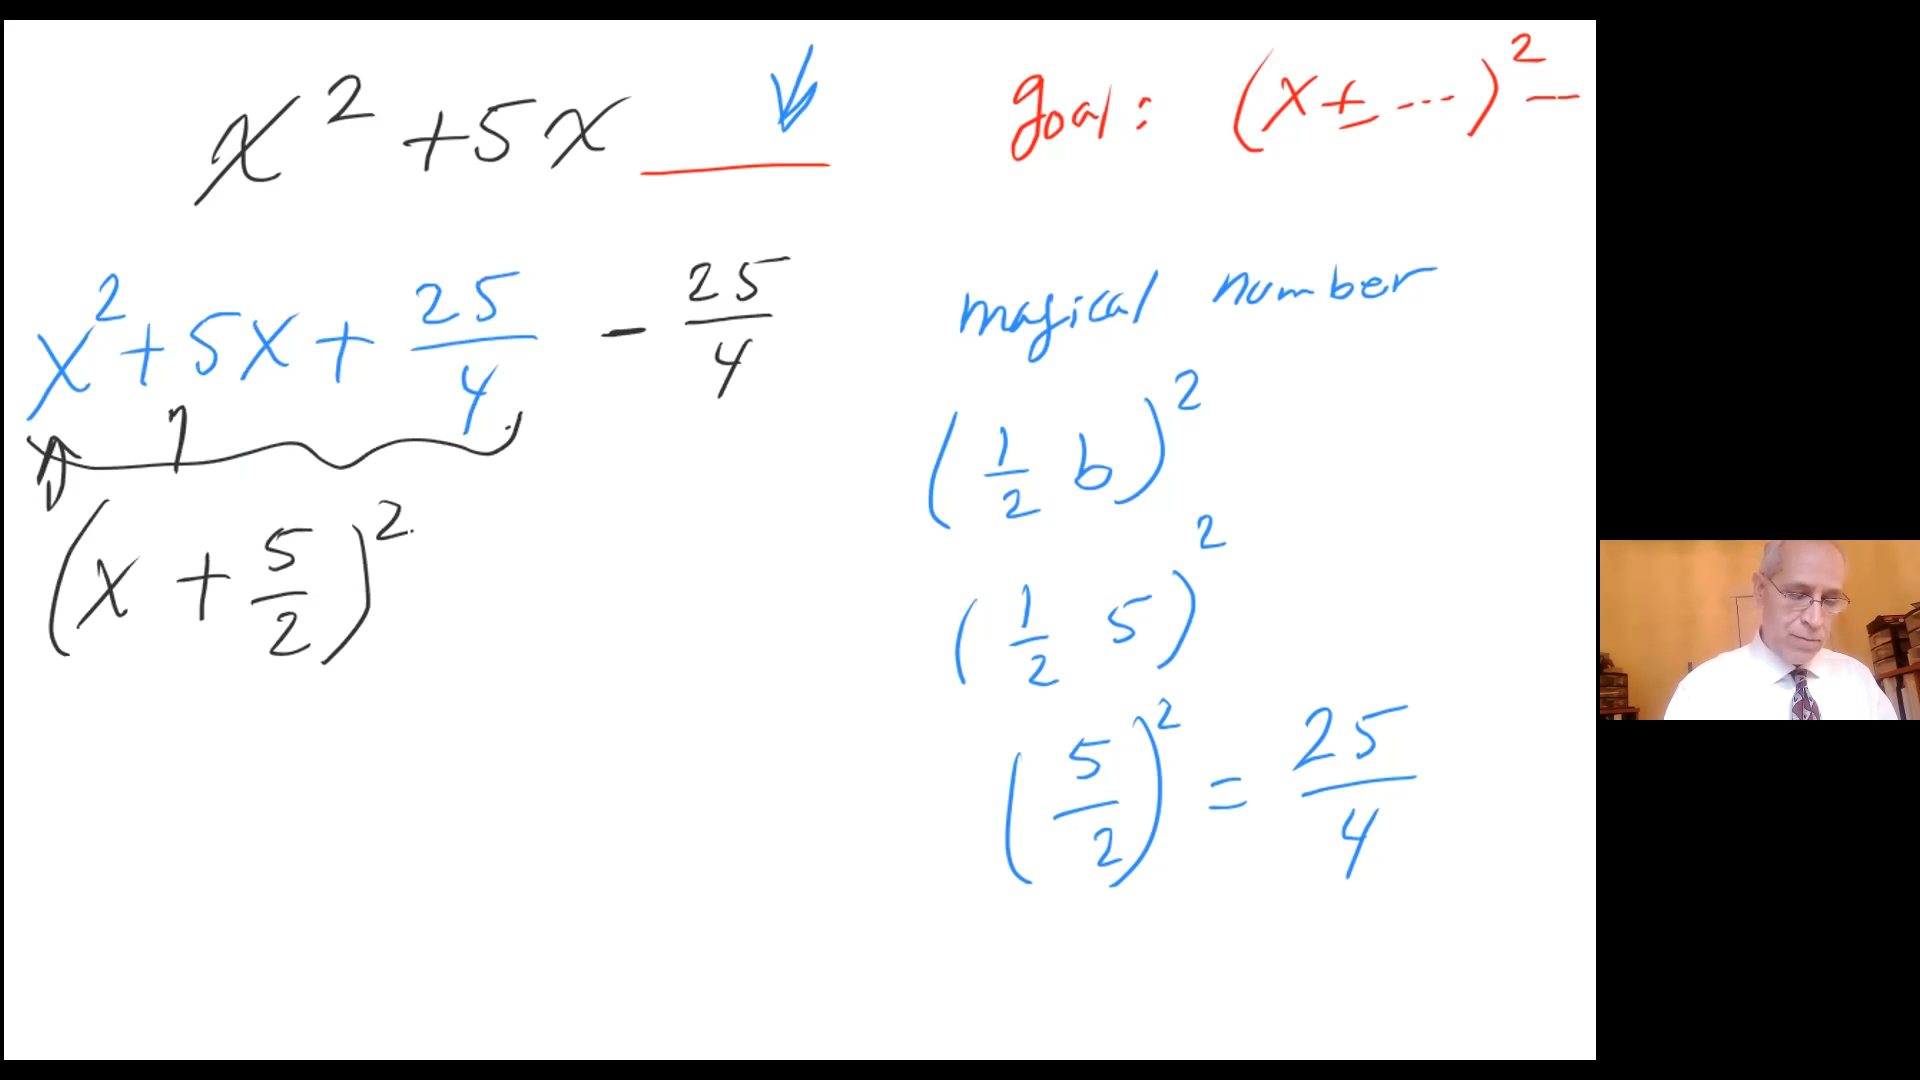 x² + 5x ___
goal: (x ± ...)² --
x² + 5x + 25/4 - 25/4
(x + 5/2)²
magical number
(1/2 b)²
(1/2 5)²
(5/2)² = 25/4